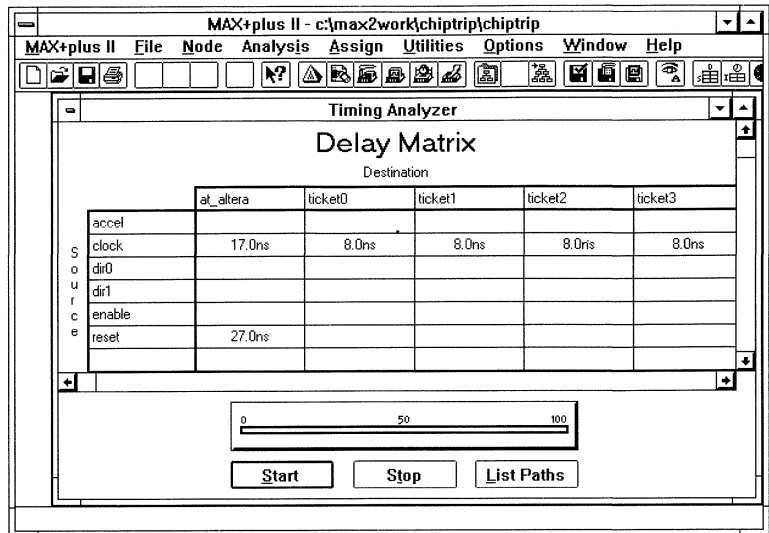 MAX+plus II - c:\max2work\chiptrip\chiptrip
MAX+plus II File Node Analysis Assign Utilities Options Window Help
Timing Analyzer
Delay Matrix
Destination
at_altera ticket0 ticket1 ticket2 ticket3
Source
accel
clock 17.0ns 8.0ns 8.0ns 8.0ns 8.0ns
dir0
dir1
enable
reset 27.0ns
0 50 100
Start Stop List Paths